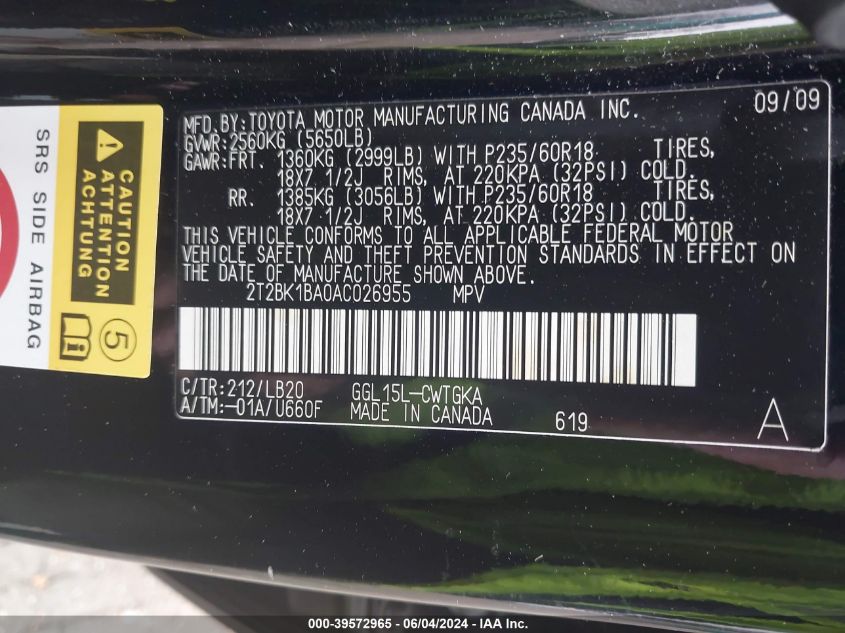 SRS SIDE AIRBAG
CAUTION
ATTENTION
ACHTUNG
5
MFD.BY:TOYOTA MOTOR MANUFACTURING CANADA INC. 09/09
GVWR:2560KG (5650LB)
GAWR:FRT. 1360KG (2999LB) WITH P235/60R18 TIRES,
18X7 1/2J RIMS, AT 220KPA (32PSI) COLD.
RR. 1385KG (3056LB) WITH P235/60R18 TIRES,
18X7 1/2J RIMS, AT 220KPA (32PSI) COLD.
THIS VEHICLE CONFORMS TO ALL APPLICABLE FEDERAL MOTOR
VEHICLE SAFETY AND THEFT PREVENTION STANDARDS IN EFFECT ON
THE DATE OF MANUFACTURE SHOWN ABOVE.
2T2BK1BA0AC026955 MPV
C/TR:212/LB20 GGL15L-CWTGKA
A/TM:-01A/U660F MADE IN CANADA 619 A
000-39572965 / 06/04/2024 - IAA Inc.